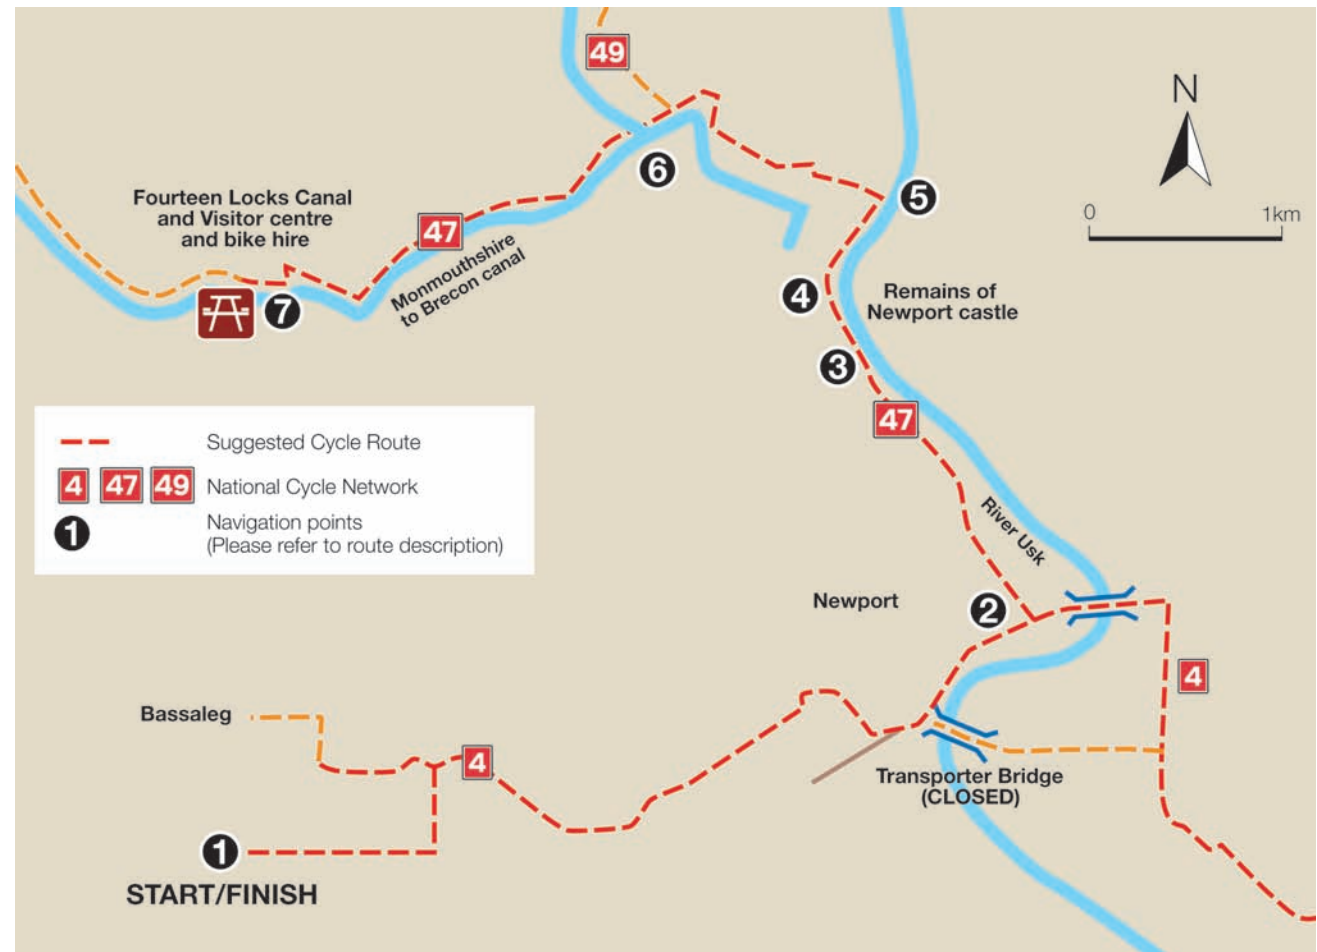 49
N
0 1km
6
5
Fourteen Locks Canal
and Visitor centre
and bike hire
47
Monmouthshire
to Brecon canal
7
4
Remains of
Newport castle
3
47
Suggested Cycle Route
4 47 49 National Cycle Network
1 Navigation points
(Please refer to route description)
River Usk
Newport
2
4
Bassaleg
4
Transporter Bridge
(CLOSED)
1
START/FINISH